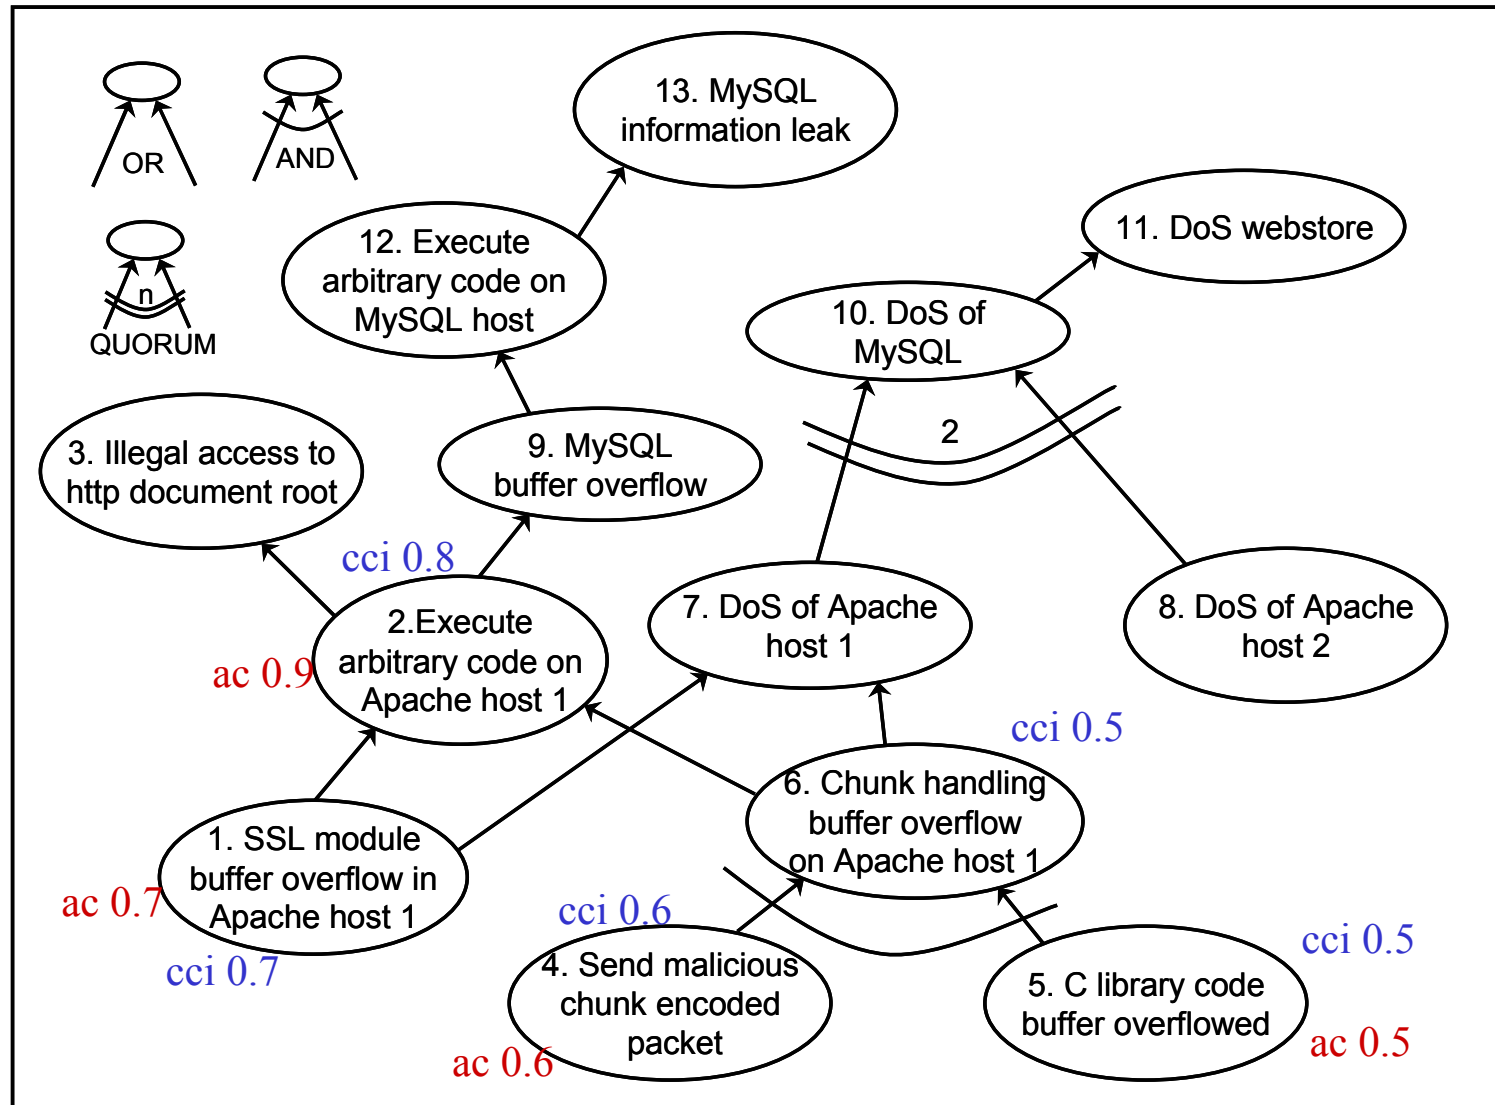 OR
AND
n
QUORUM
13. MySQL
information leak
12. Execute
arbitrary code on
MySQL host
11. DoS webstore
10. DoS of
MySQL
2
3. Illegal access to
http document root
9. MySQL
buffer overflow
cci 0.8
2.Execute
arbitrary code on
Apache host 1
ac 0.9
7. DoS of Apache
host 1
8. DoS of Apache
host 2
cci 0.5
6. Chunk handling
buffer overflow
on Apache host 1
1. SSL module
buffer overflow in
Apache host 1
ac 0.7
cci 0.7
cci 0.6
4. Send malicious
chunk encoded
packet
ac 0.6
cci 0.5
5. C library code
buffer overflowed
ac 0.5